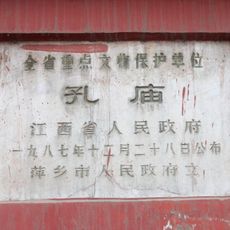 全省重点文物保护单位
孔庙
江西省人民政府
一九八七年十二月二十八日公布
萍乡市人民政府立